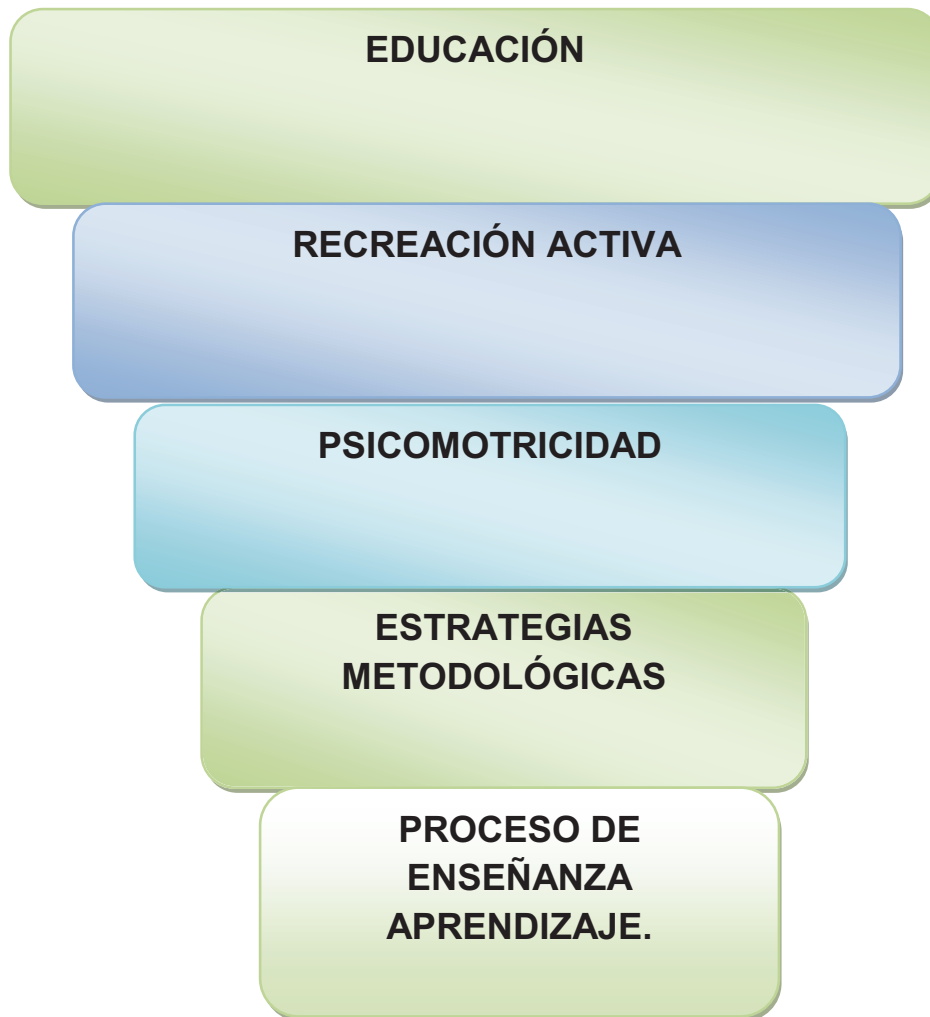 EDUCACIÓN
RECREACIÓN ACTIVA
PSICOMOTRICIDAD
ESTRATEGIAS
METODOLÓGICAS
PROCESO DE
ENSEÑANZA
APRENDIZAJE.